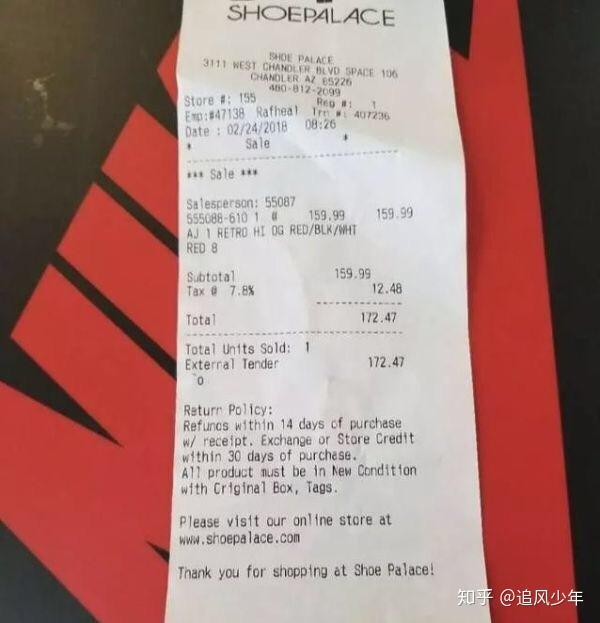 SHOEPALACE
SHOE PALACE
3111 WEST CHANDLER BLVD SPACE 106
CHANDLER AZ 85226
480-812-2099
Store #: 155 Reg #: 1
Emp:#47138 Rafheal Trn #: 407236
Date : 02/24/2018 08:26
* Sale *
*** Sale ***
Salesperson: 55087
555088-610 1 @ 159.99 159.99
AJ 1 RETRO HI OG RED/BLK/WHT
RED 8
Subtotal 159.99
Tax @ 7.8% 12.48
Total 172.47
Total Units Sold: 1
External Tender 172.47
`o
Return Policy:
Refunds within 14 days of purchase
w/ receipt. Exchange or Store Credit
within 30 days of purchase.
All product must be in New Condition
with Original Box, Tags.
Please visit our online store at
www.shoepalace.com
Thank you for shopping at Shoe Palace!
知乎 @追风少年